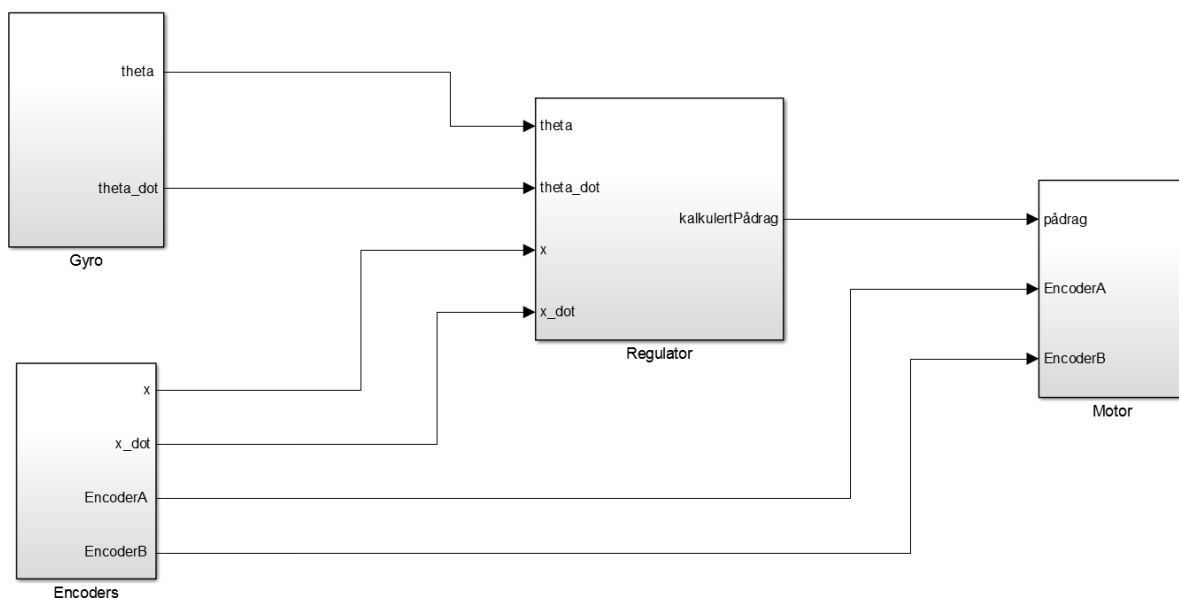 theta
theta_dot
Gyro
theta
theta_dot
x
x_dot
kalkulertPådrag
Regulator
pådrag
EncoderA
EncoderB
Motor
x
x_dot
EncoderA
EncoderB
Encoders